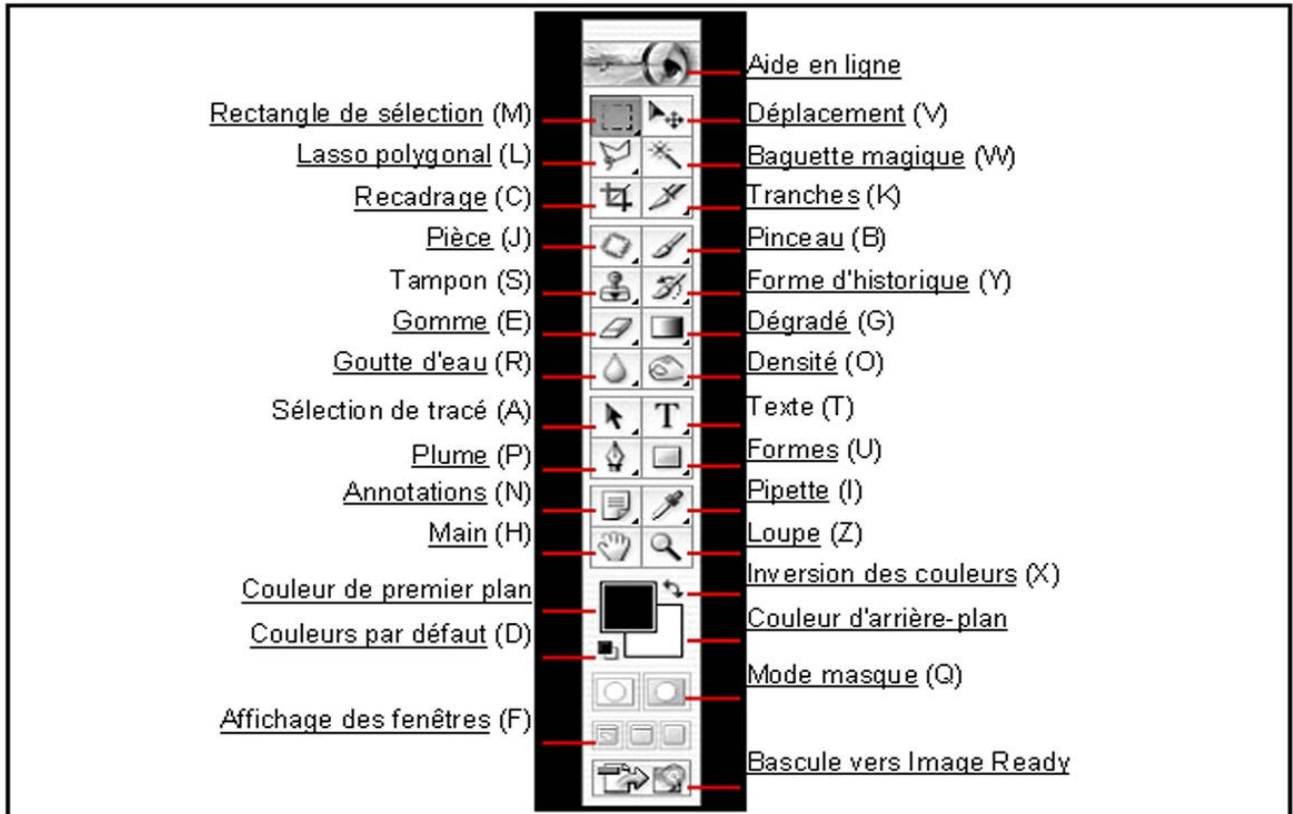 Aide en ligne
Rectangle de sélection (M)
Déplacement (V)
Lasso polygonal (L)
Baguette magique (W)
Recadrage (C)
Tranches (K)
Pièce (J)
Pinceau (B)
Tampon (S)
Forme d'historique (Y)
Gomme (E)
Dégradé (G)
Goutte d'eau (R)
Densité (O)
Sélection de tracé (A)
Texte (T)
T
Plume (P)
Formes (U)
Annotations (N)
Pipette (I)
Main (H)
Loupe (Z)
Inversion des couleurs (X)
Couleur de premier plan
Couleur d'arrière-plan
Couleurs par défaut (D)
Mode masque (Q)
Affichage des fenêtres (F)
Bascule vers Image Ready